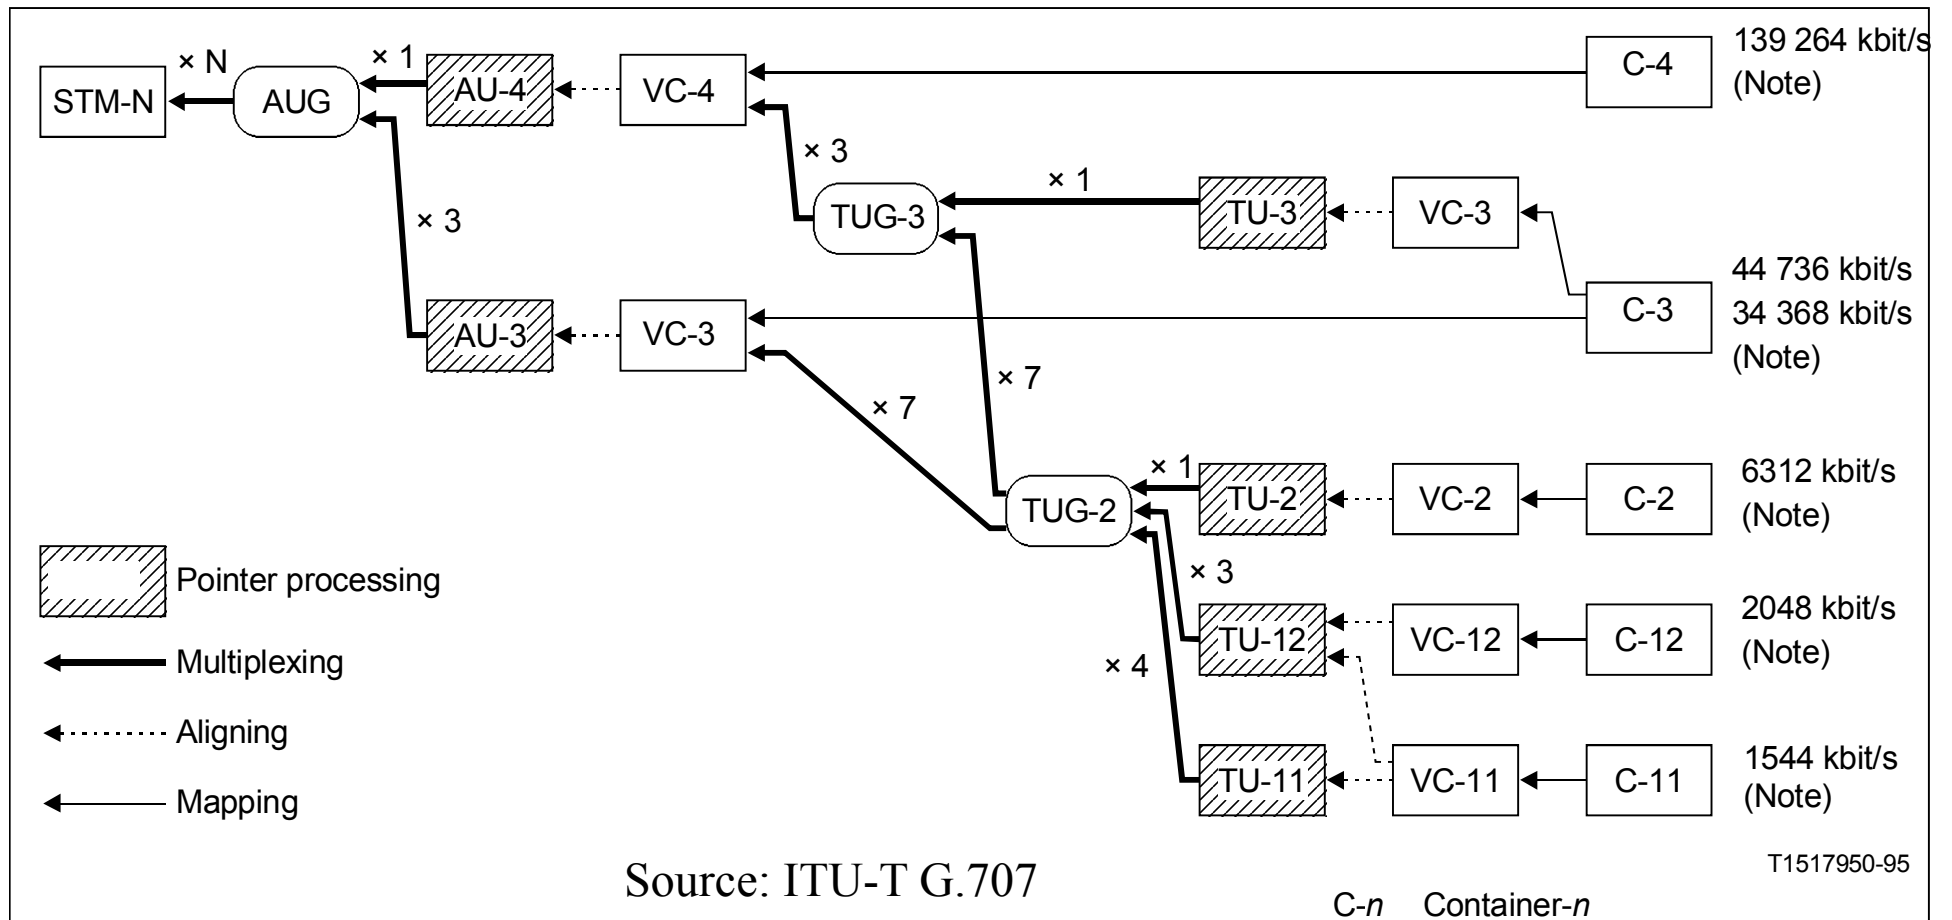 × N
× 1
STM-N
AUG
AU-4
VC-4
C-4
139 264 kbit/s
(Note)
× 3
× 1
TUG-3
TU-3
VC-3
× 3
AU-3
VC-3
C-3
44 736 kbit/s
34 368 kbit/s
(Note)
× 7
× 7
× 1
TUG-2
TU-2
VC-2
C-2
6312 kbit/s
(Note)
× 3
TU-12
VC-12
C-12
2048 kbit/s
(Note)
× 4
TU-11
VC-11
C-11
1544 kbit/s
(Note)
Pointer processing
Multiplexing
Aligning
Mapping
Source: ITU-T G.707
T1517950-95
C-n Container-n